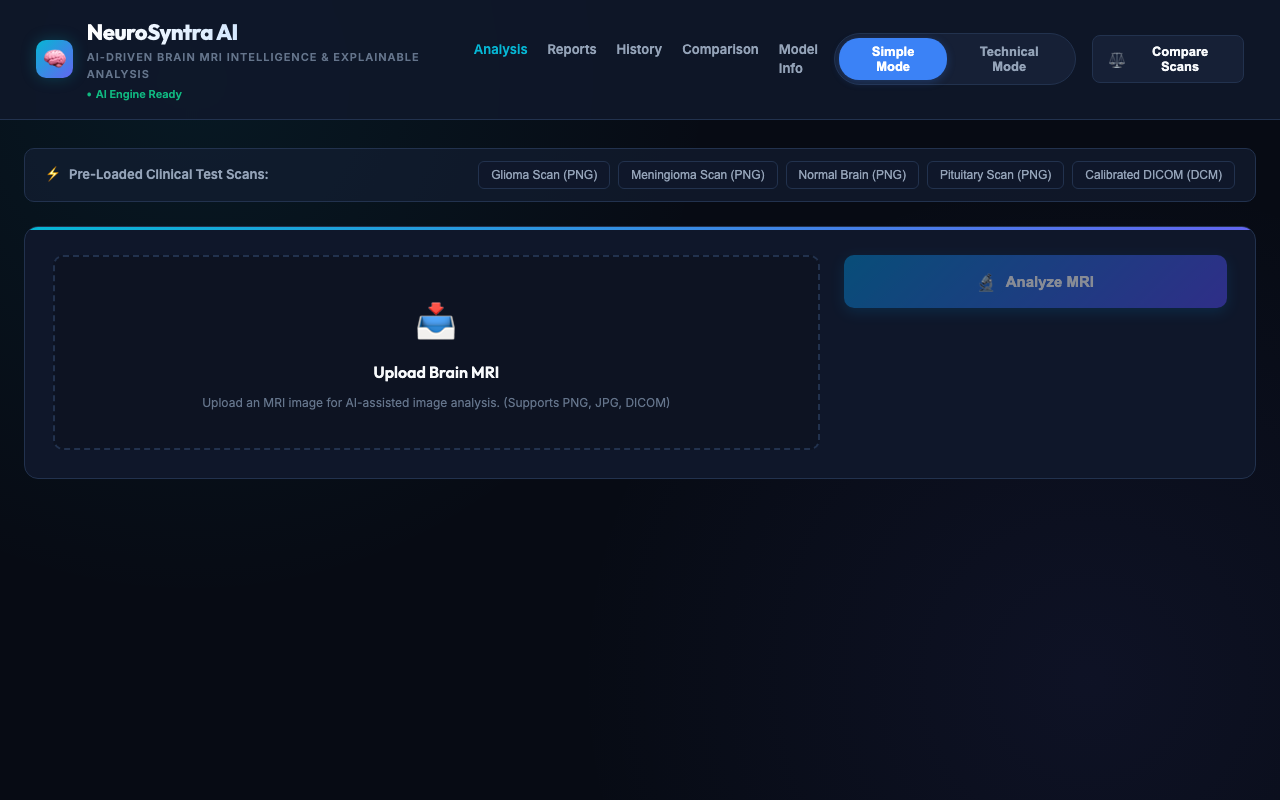 NeuroSyntra AI
AI-DRIVEN BRAIN MRI INTELLIGENCE & EXPLAINABLE
ANALYSIS
• AI Engine Ready
Analysis
Reports
History
Comparison
Model
Info
Simple
Mode
Technical
Mode
Compare
Scans
Pre-Loaded Clinical Test Scans:
Glioma Scan (PNG)
Meningioma Scan (PNG)
Normal Brain (PNG)
Pituitary Scan (PNG)
Calibrated DICOM (DCM)
Upload Brain MRI
Upload an MRI image for AI-assisted image analysis. (Supports PNG, JPG, DICOM)
Analyze MRI